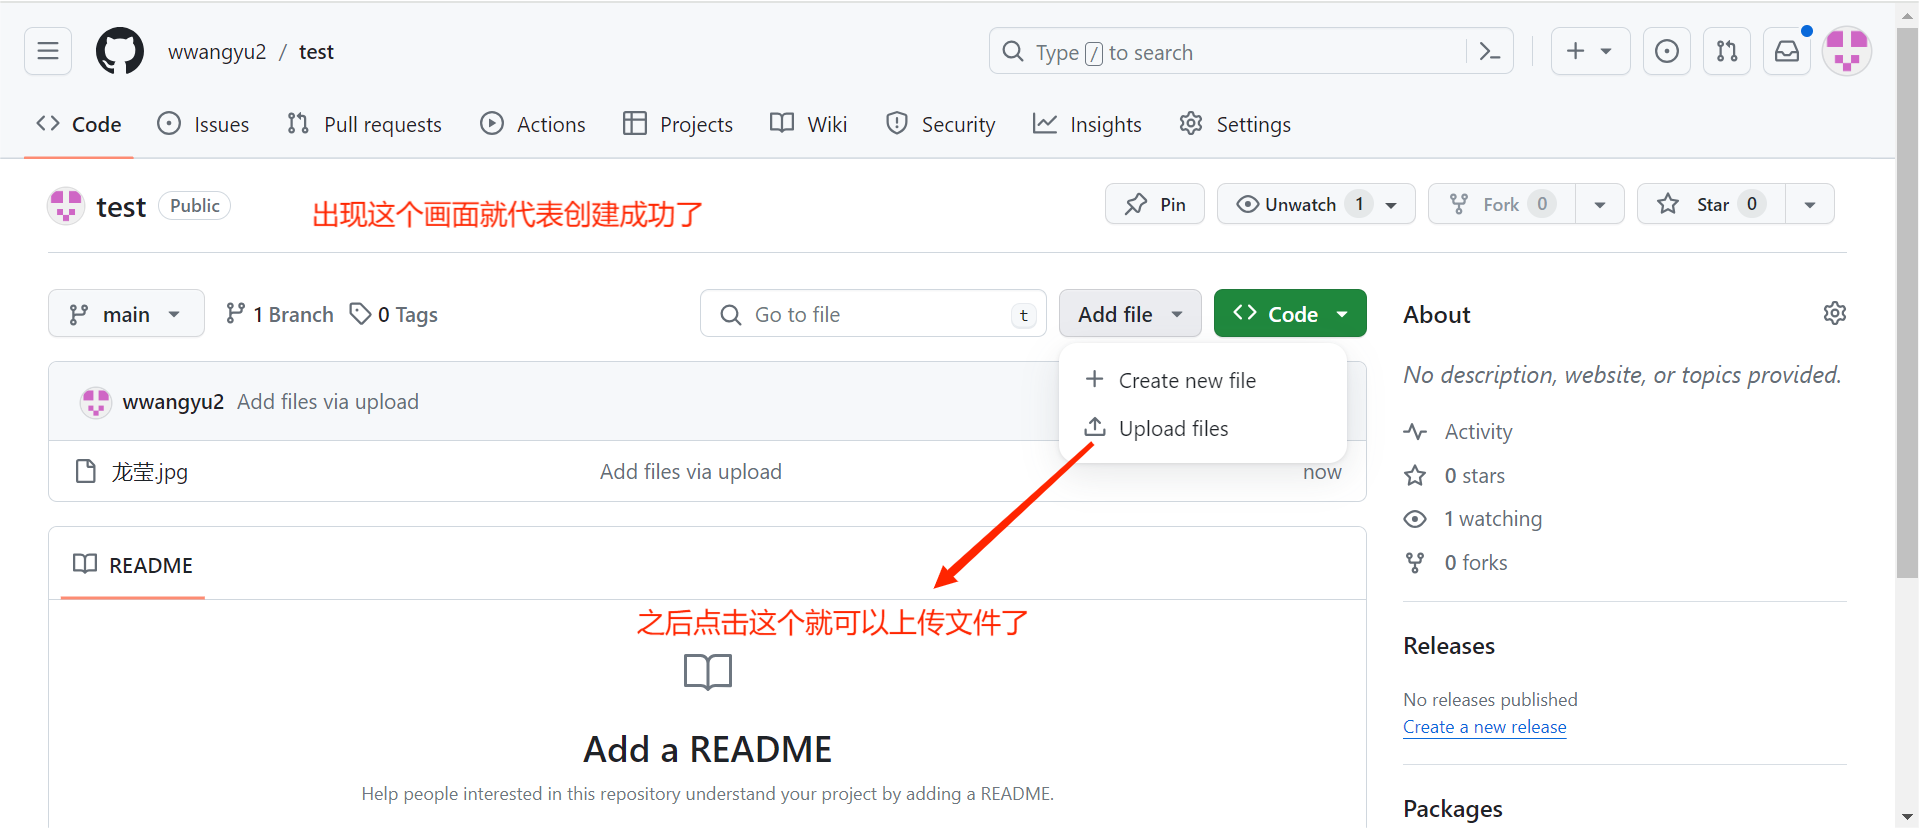 wwangyu2 / test
Type / to search
Code Issues Pull requests Actions Projects Wiki Security Insights Settings
test Public
出现这个画面就代表创建成功了
Pin Unwatch 1 Fork 0 Star 0
main 1 Branch 0 Tags
Go to file t
Add file
Code
Create new file
Upload files
wwangyu2 Add files via upload
龙莹.jpg Add files via upload now
README
之后点击这个就可以上传文件了
Add a README
Help people interested in this repository understand your project by adding a README.
About
No description, website, or topics provided.
Activity
0 stars
1 watching
0 forks
Releases
No releases published
Create a new release
Packages